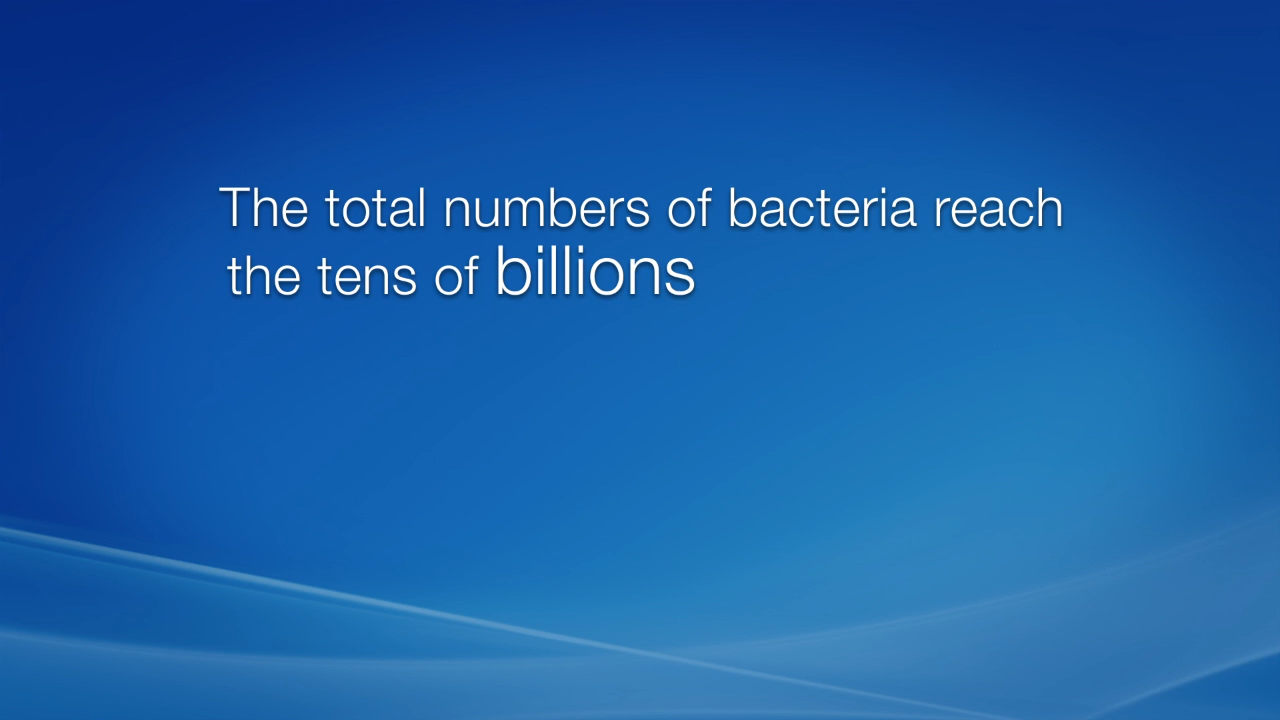 The total numbers of bacteria reach
the tens of billions